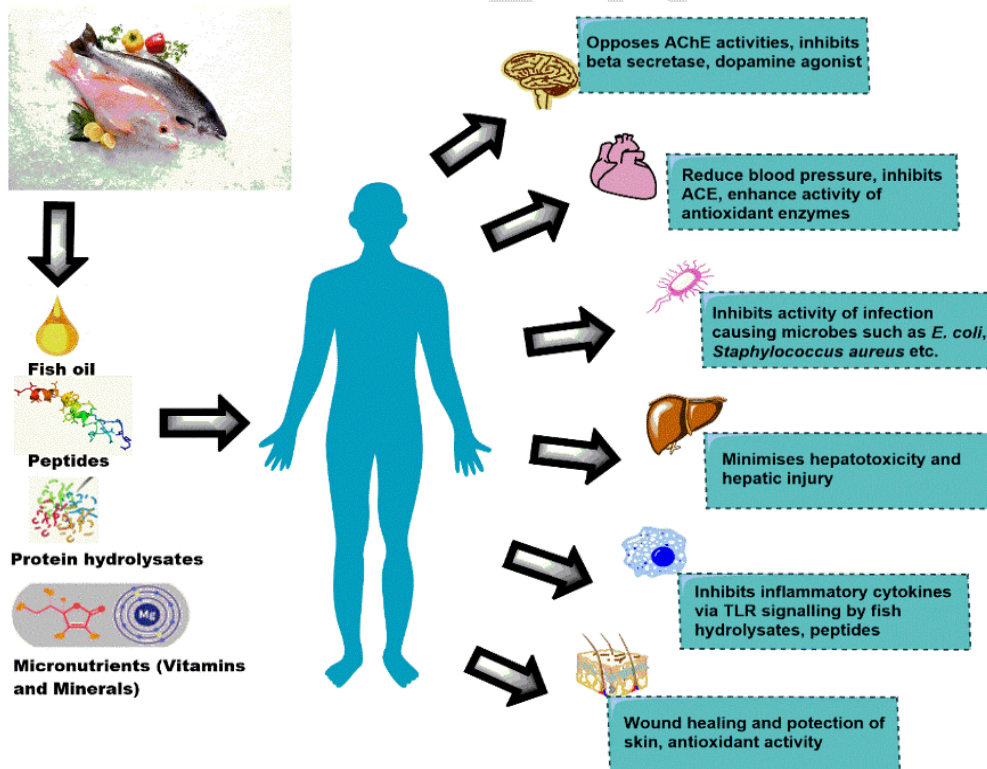 Opposes AChE activities, inhibits
beta secretase, dopamine agonist
Reduce blood pressure, inhibits
ACE, enhance activity of
antioxidant enzymes
Inhibits activity of infection
causing microbes such as E. coli,
Staphylococcus aureus etc.
Minimises hepatotoxicity and
hepatic injury
Inhibits inflammatory cytokines
via TLR signalling by fish
hydrolysates, peptides
Wound healing and potection of
skin, antioxidant activity
Fish oil
Peptides
Protein hydrolysates
Mg
Micronutrients (Vitamins
and Minerals)